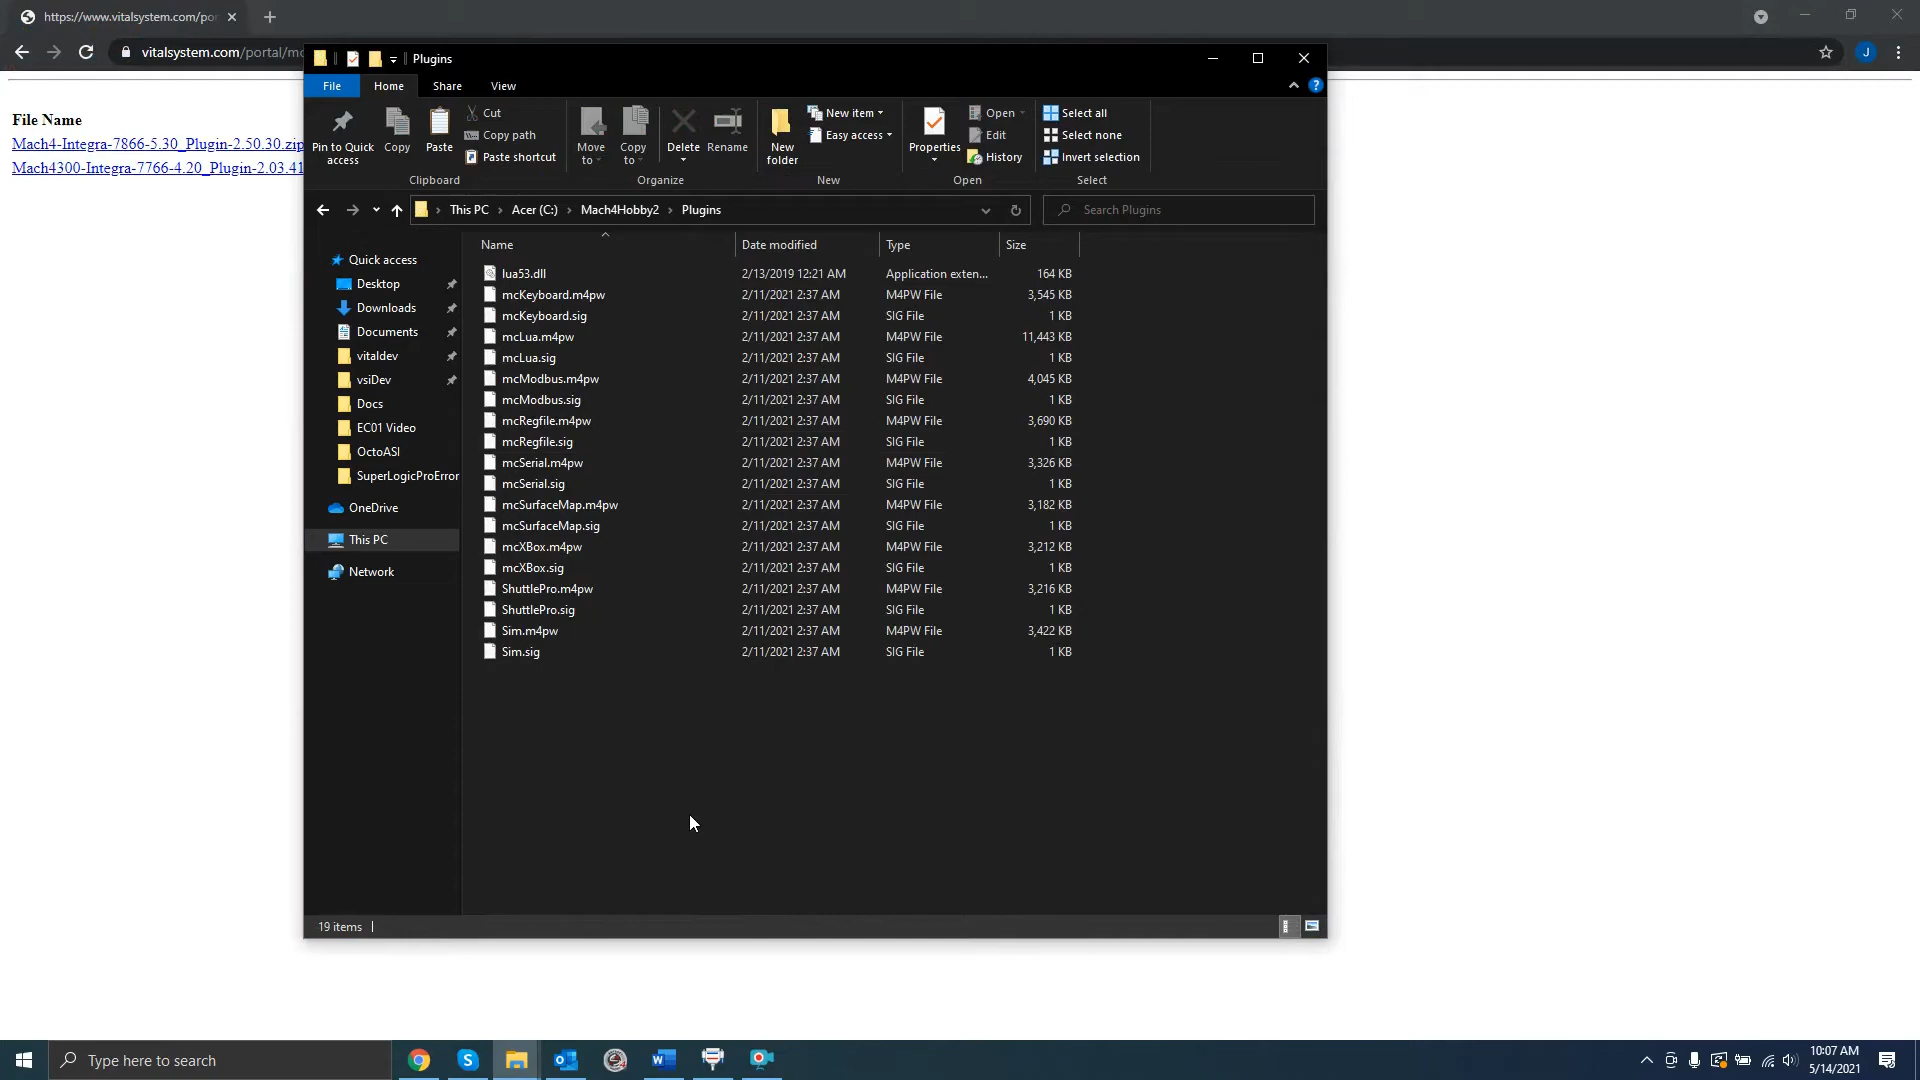 https://www.vitalsystem.com/por
vitalsystem.com/portal/mo
J
File Name
Mach4-Integra-7866-5.30_Plugin-2.50.30.zip
Mach4300-Integra-7766-4.20_Plugin-2.03.41
Plugins
File
Home
Share
View
Pin to Quick access
Copy
Paste
Cut
Copy path
Paste shortcut
Clipboard
Move to
Copy to
Delete
Rename
Organize
New folder
New item
Easy access
New
Properties
Open
Edit
History
Open
Select all
Select none
Invert selection
Select
This PC
Acer (C:)
Mach4Hobby2
Plugins
Search Plugins
Quick access
Desktop
Downloads
Documents
vitaldev
vsiDev
Docs
EC01 Video
OctoASI
SuperLogicProError
OneDrive
This PC
Network
Name Date modified Type Size
lua53.dll 2/13/2019 12:21 AM Application exten... 164 KB
mcKeyboard.m4pw 2/11/2021 2:37 AM M4PW File 3,545 KB
mcKeyboard.sig 2/11/2021 2:37 AM SIG File 1 KB
mcLua.m4pw 2/11/2021 2:37 AM M4PW File 11,443 KB
mcLua.sig 2/11/2021 2:37 AM SIG File 1 KB
mcModbus.m4pw 2/11/2021 2:37 AM M4PW File 4,045 KB
mcModbus.sig 2/11/2021 2:37 AM SIG File 1 KB
mcRegfile.m4pw 2/11/2021 2:37 AM M4PW File 3,690 KB
mcRegfile.sig 2/11/2021 2:37 AM SIG File 1 KB
mcSerial.m4pw 2/11/2021 2:37 AM M4PW File 3,326 KB
mcSerial.sig 2/11/2021 2:37 AM SIG File 1 KB
mcSurfaceMap.m4pw 2/11/2021 2:37 AM M4PW File 3,182 KB
mcSurfaceMap.sig 2/11/2021 2:37 AM SIG File 1 KB
mcXBox.m4pw 2/11/2021 2:37 AM M4PW File 3,212 KB
mcXBox.sig 2/11/2021 2:37 AM SIG File 1 KB
ShuttlePro.m4pw 2/11/2021 2:37 AM M4PW File 3,216 KB
ShuttlePro.sig 2/11/2021 2:37 AM SIG File 1 KB
Sim.m4pw 2/11/2021 2:37 AM M4PW File 3,422 KB
Sim.sig 2/11/2021 2:37 AM SIG File 1 KB
19 items
Type here to search
10:07 AM
5/14/2021